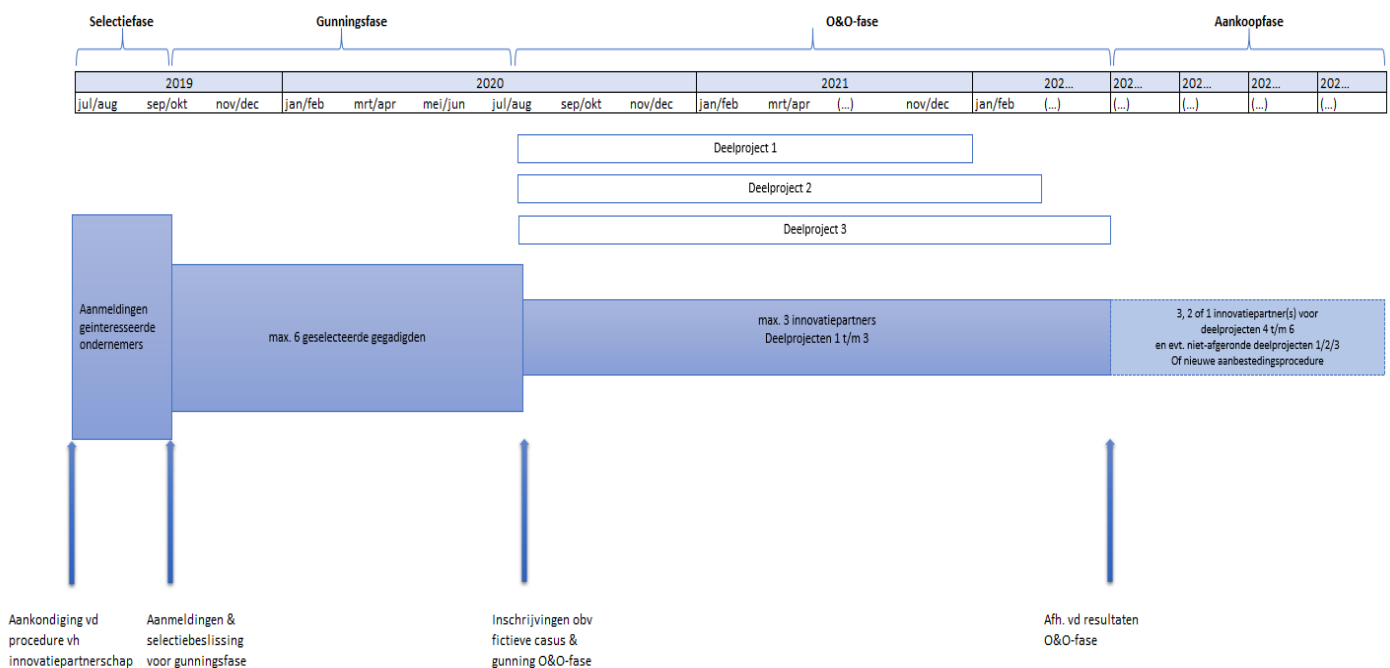 Selectiefase Gunningsfase O&O-fase Aankoopfase
2019 2020 2021 202... 202... 202... 202... 202...
jul/aug sep/okt nov/dec jan/feb mrt/apr mei/jun jul/aug sep/okt nov/dec jan/feb mrt/apr (...) nov/dec jan/feb (...) (...) (...) (...) (...)
Deelproject 1
Deelproject 2
Deelproject 3
Aanmeldingen
geinteresseerde
ondernemers
max. 6 geselecteerde gegadigden
max. 3 innovatiepartners
Deelprojecten 1 t/m 3
3, 2 of 1 innovatiepartner(s) voor
deelprojecten 4 t/m 6
en evt. niet-afgeronde deelprojecten 1/2/3
Of nieuwe aanbestedingsprocedure
Aankondiging vd
procedure vh
innovatiepartnerschap
Aanmeldingen &
selectiebeslissing
voor gunningsfase
Inschrijvingen obv
fictieve casus &
gunning O&O-fase
Afh. vd resultaten
O&O-fase